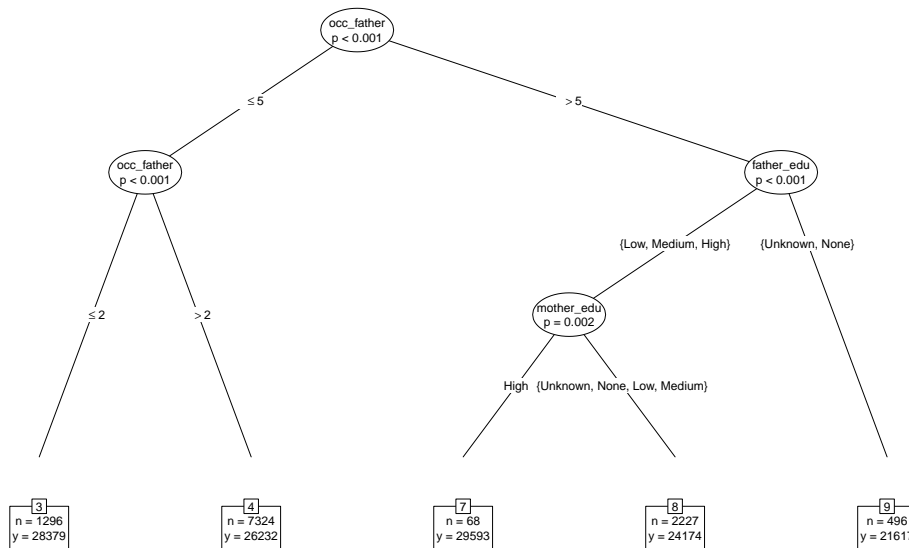 occ_father
p < 0.001
≤ 5
> 5
occ_father
p < 0.001
father_edu
p < 0.001
{Low, Medium, High}
{Unknown, None}
≤ 2
> 2
mother_edu
p = 0.002
High
{Unknown, None, Low, Medium}
3
n = 1296
y = 28379
4
n = 7324
y = 26232
7
n = 68
y = 29593
8
n = 2227
y = 24174
9
n = 496
y = 21617